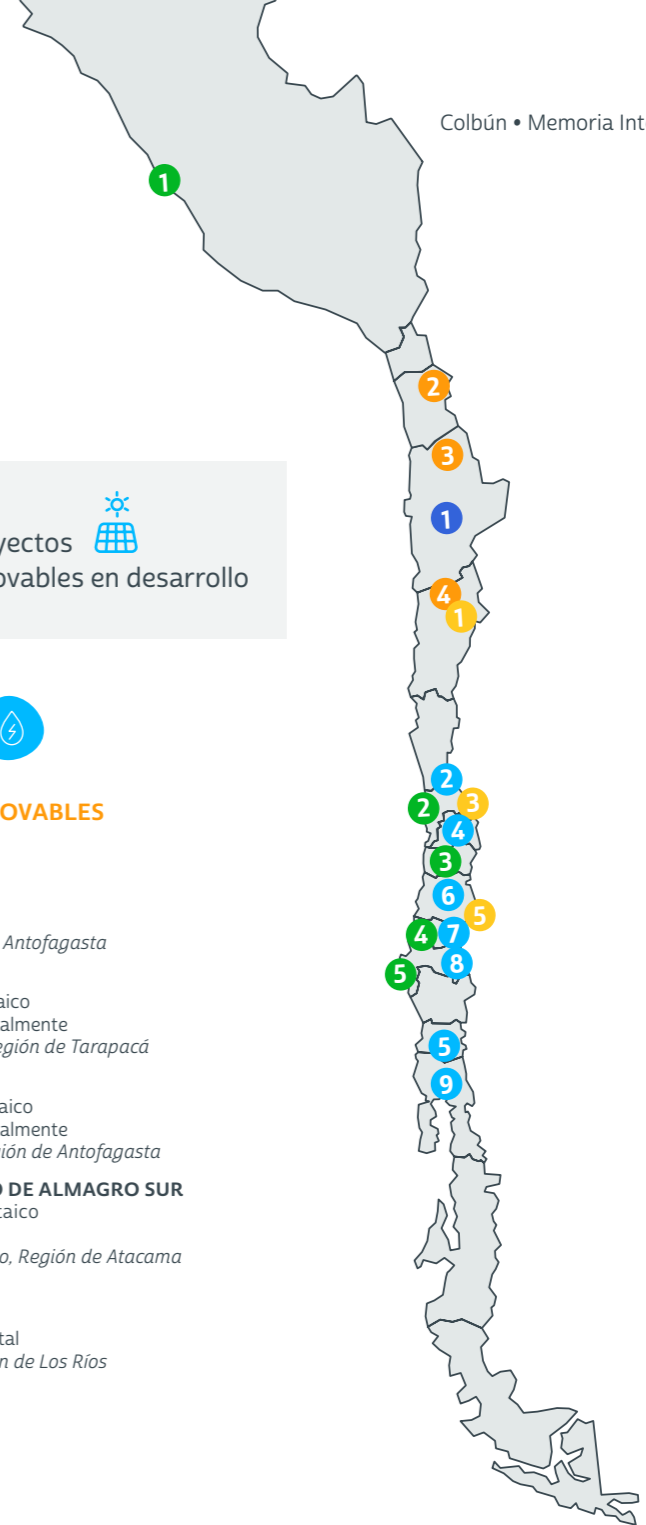 Colbún • Memoria Int
1
2
3
1
4
1
yectos
ovables en desarrollo
OVABLES
Antofagasta
aico
almente
egión de Tarapacá
aico
almente
ión de Antofagasta
O DE ALMAGRO SUR
taico
o, Región de Atacama
tal
n de Los Ríos
2
2
3
4
3
6
5
4
7
8
5
5
9